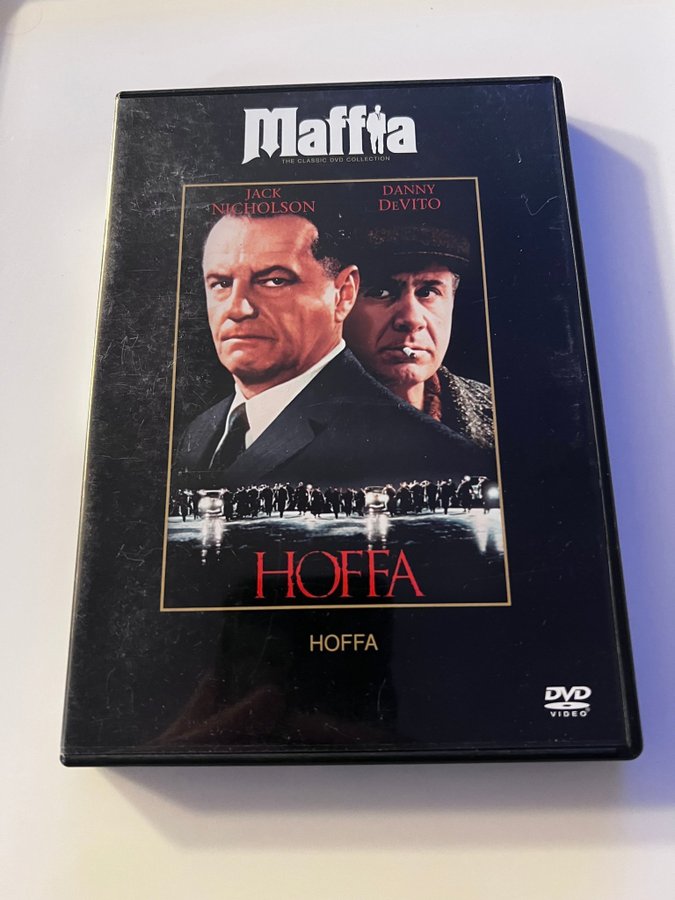 Maffia
THE CLASSIC DVD COLLECTION
JACK NICHOLSON
DANNY DeVITO
HOFFA
HOFFA
DVD
VIDEO